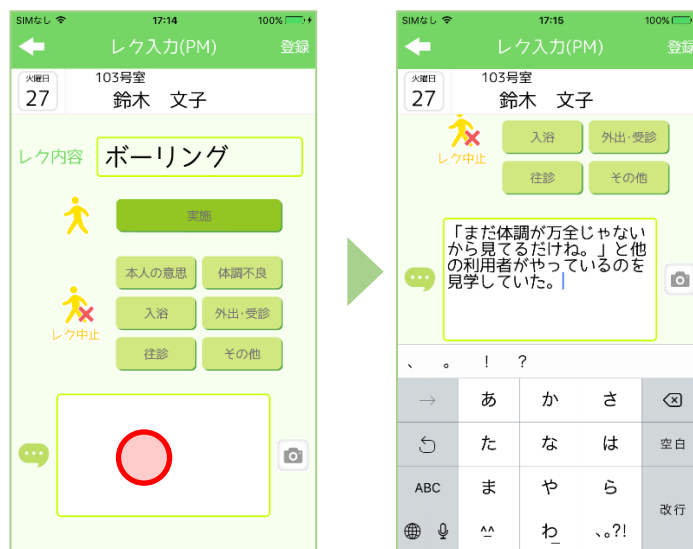 SIMなし 17:14 100%
レク入力(PM) 登録
火曜日
27
103号室
鈴木 文子
レク内容 ボーリング
実施
本人の意思 体調不良
レク中止
入浴 外出・受診
往診 その他
SIMなし 17:15 100%
レク入力(PM) 登録
火曜日
27
103号室
鈴木 文子
レク中止
入浴 外出・受診
往診 その他
「まだ体調が万全じゃない
から見てるだけね。」と他
の利用者がやっているのを
見学していた。
、 。 ! ?
→ あ か さ
た な は 空白
ABC ま や ら 改行
^^ わ 、。?!